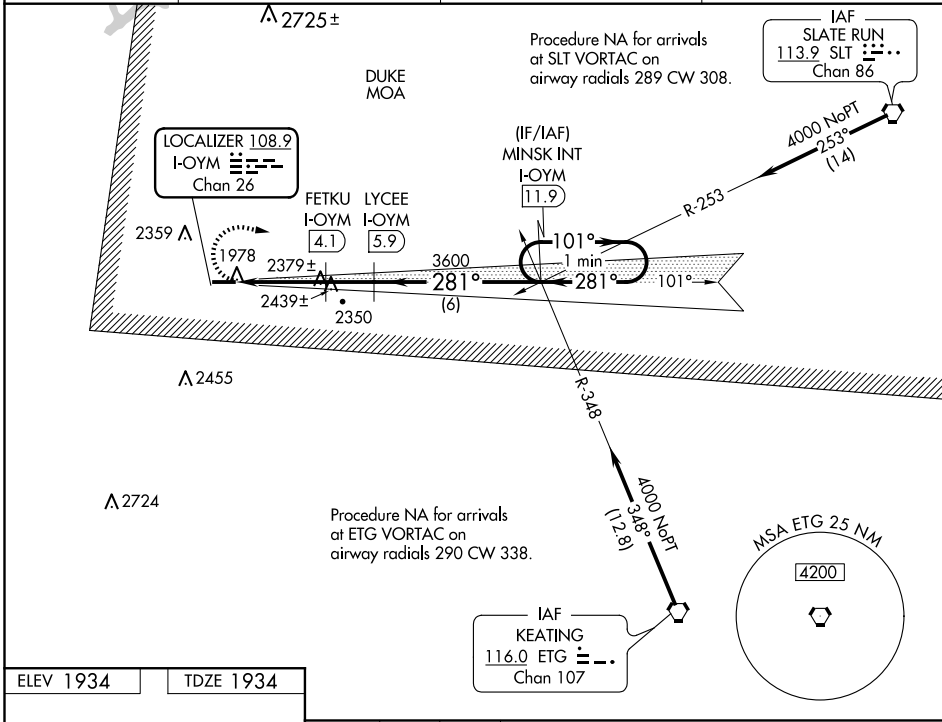 2725±
Procedure NA for arrivals
at SLT VORTAC on
airway radials 289 CW 308.
IAF
SLATE RUN
113.9 SLT
Chan 86
DUKE
MOA
4000 NoPT
253°
(14)
R-253
LOCALIZER 108.9
I-OYM
Chan 26
(IF/IAF)
MINSK INT
I-OYM
11.9
FETKU
I-OYM
4.1
LYCEE
I-OYM
5.9
2359
1978
2379±
2439±
2350
3600
281°
(6)
101°
1 min
281°
101°
2455
R-348
2724
4000 NoPT
348°
(12.8)
Procedure NA for arrivals
at ETG VORTAC on
airway radials 290 CW 338.
MSA ETG 25 NM
4200
IAF
KEATING
116.0 ETG
Chan 107
ELEV 1934
TDZE 1934